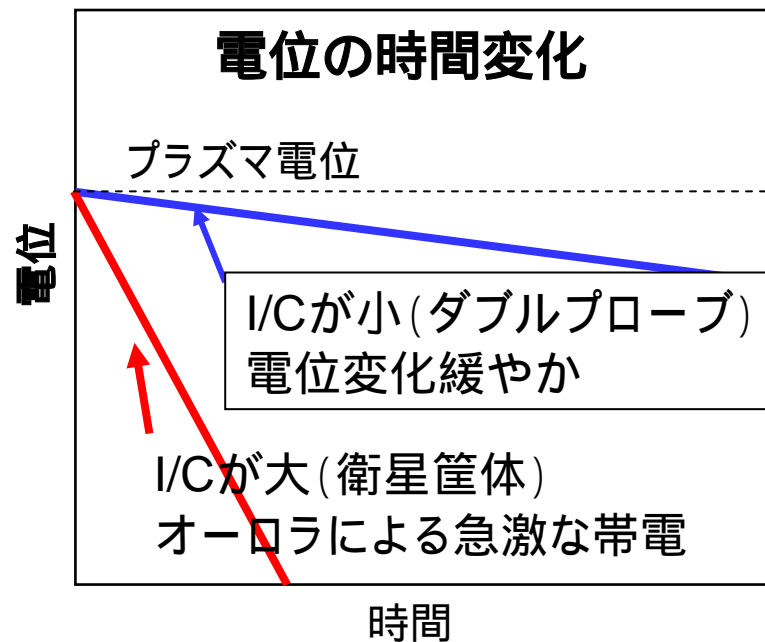 電位の時間変化
プラズマ電位
電位
I/Cが小(ダブルプローブ)
電位変化緩やか
I/Cが大(衛星筐体)
オーロラによる急激な帯電
時間